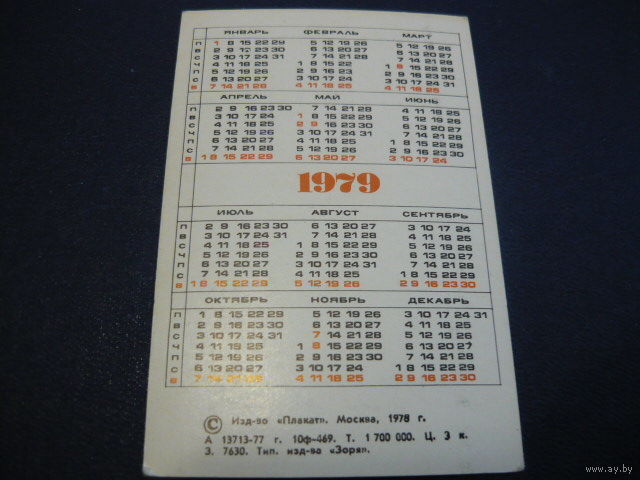 ЯНВАРЬ ФЕВРАЛЬ МАРТ
П 1 8 15 22 29 5 12 19 26 5 12 19 26
В 2 9 16 23 30 6 13 20 27 6 13 20 27
С 3 10 17 24 31 7 14 21 28 7 14 21 28
Ч 4 11 18 25 1 8 15 22 1 8 15 22 29
П 5 12 19 26 2 9 16 23 2 9 16 23 30
С 6 13 20 27 3 10 17 24 3 10 17 24 31
В 7 14 21 28 4 11 18 25 4 11 18 25
АПРЕЛЬ МАЙ ИЮНЬ
П 2 9 16 23 30 7 14 21 28 4 11 18 25
В 3 10 17 24 1 8 15 22 29 5 12 19 26
С 4 11 18 25 2 9 16 23 30 6 13 20 27
Ч 5 12 19 26 3 10 17 24 31 7 14 21 28
П 6 13 20 27 4 11 18 25 1 8 15 22 29
С 7 14 21 28 5 12 19 26 2 9 16 23 30
В 1 8 15 22 29 6 13 20 27 3 10 17 24
1979
ИЮЛЬ АВГУСТ СЕНТЯБРЬ
П 2 9 16 23 30 6 13 20 27 3 10 17 24
В 3 10 17 24 31 7 14 21 28 4 11 18 25
С 4 11 18 25 1 8 15 22 29 5 12 19 26
Ч 5 12 19 26 2 9 16 23 30 6 13 20 27
П 6 13 20 27 3 10 17 24 31 7 14 21 28
С 7 14 21 28 4 11 18 25 1 8 15 22 29
В 1 8 15 22 29 5 12 19 26 2 9 16 23 30
ОКТЯБРЬ НОЯБРЬ ДЕКАБРЬ
П 1 8 15 22 29 5 12 19 26 3 10 17 24 31
В 2 9 16 23 30 6 13 20 27 4 11 18 25
С 3 10 17 24 31 7 14 21 28 5 12 19 26
Ч 4 11 18 25 1 8 15 22 29 6 13 20 27
П 5 12 19 26 2 9 16 23 30 7 14 21 28
С 6 13 20 27 3 10 17 24 1 8 15 22 29
В 7 14 21 28 4 11 18 25 2 9 16 23 30
© Изд-во «Плакат». Москва, 1978 г.
А 13713-77 г. 10ф-469. Т. 1 700 000. Ц. 3 к.
З. 7630. Тип. изд-ва «Зоря».
www.ay.by